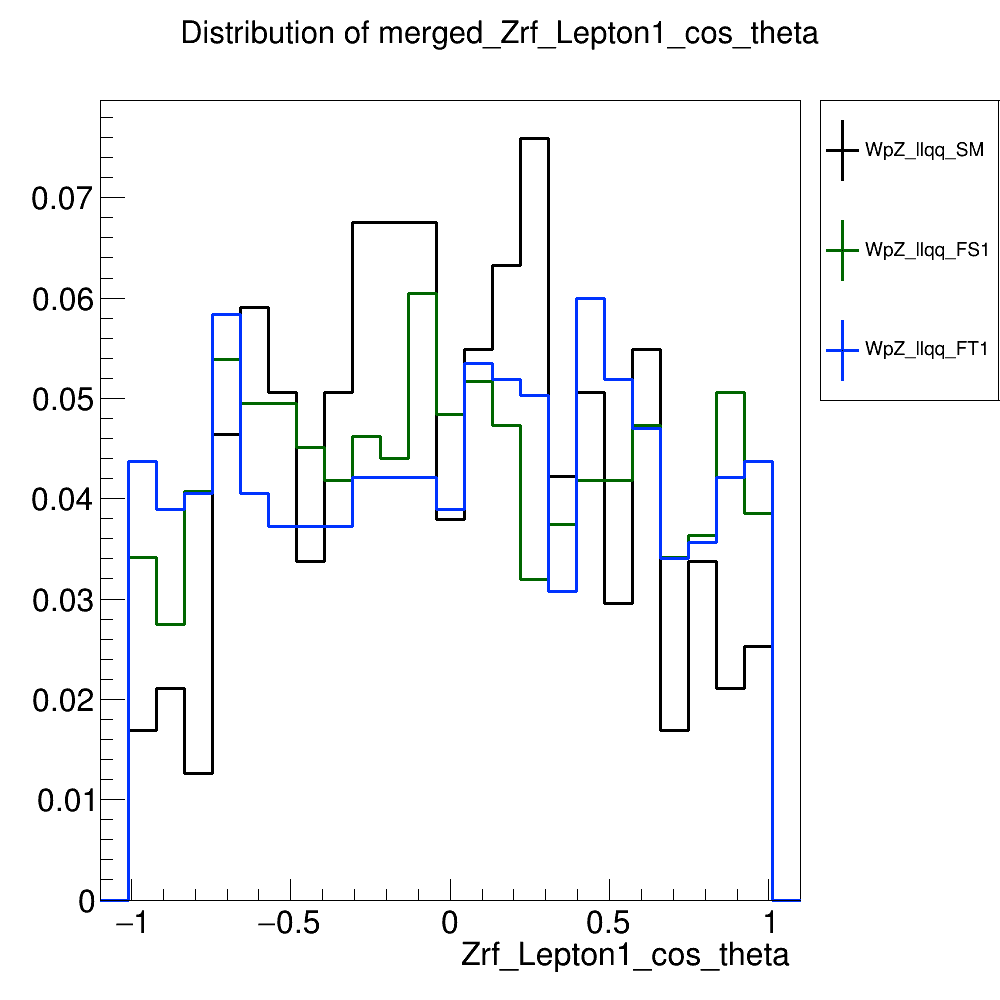 Distribution of merged_Zrf_Lepton1_cos_theta
WpZ_llqq_SM
WpZ_llqq_FS1
WpZ_llqq_FT1
0.07
0.06
0.05
0.04
0.03
0.02
0.01
0
−1 −0.5 0 0.5 1
Zrf_Lepton1_cos_theta